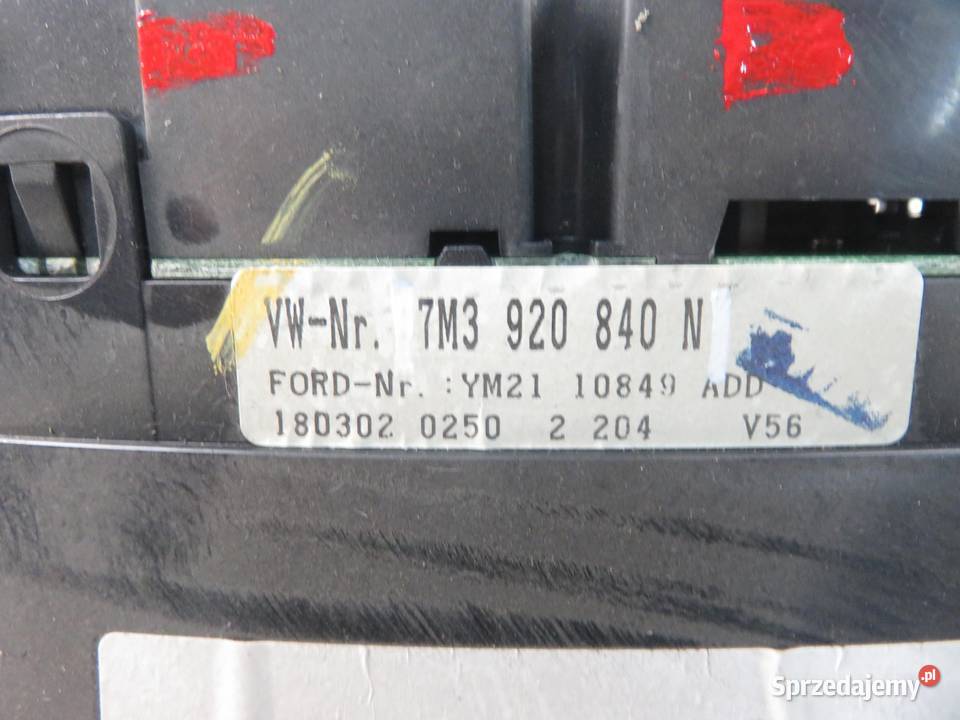 VW-Nr. 7M3 920 840 N
FORD-Nr. :YM21 10849 ADD
180302 0250 2 204 V56
Sprzedajemy.pl